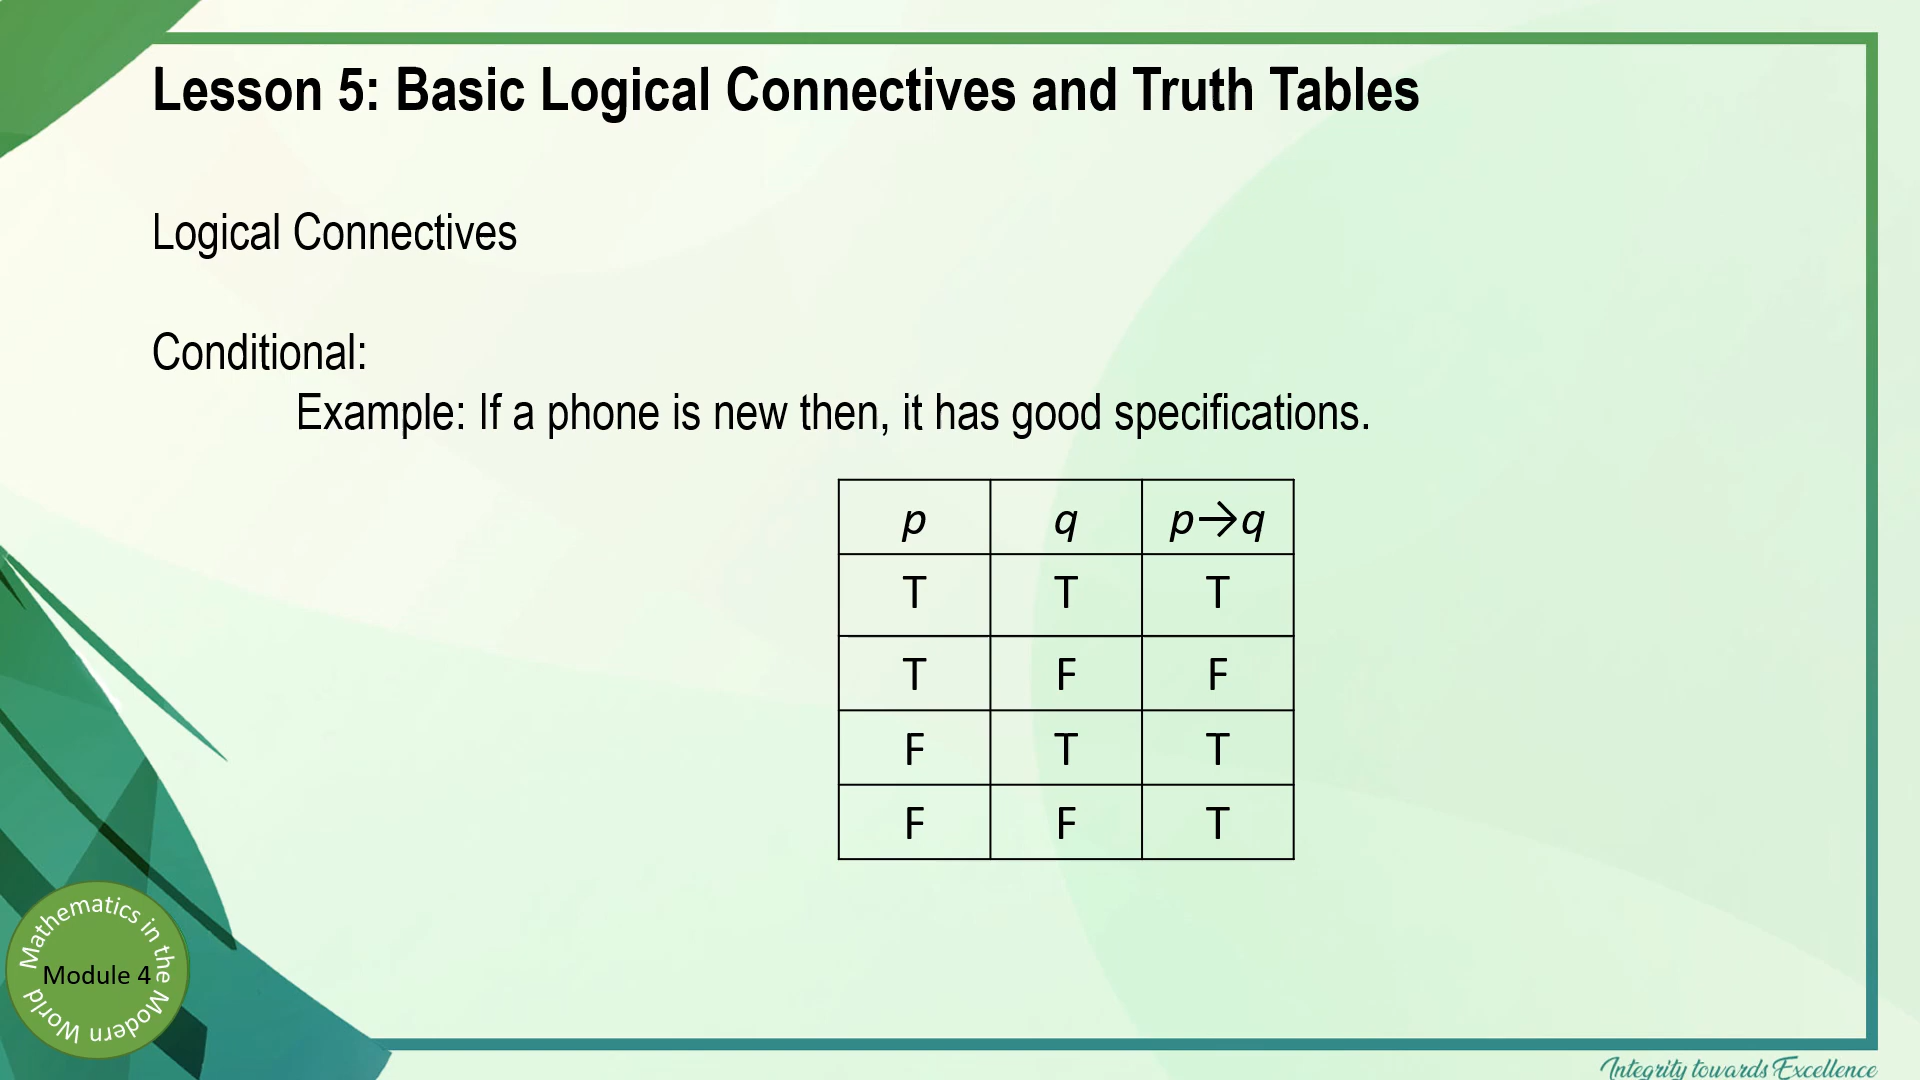 Lesson 5: Basic Logical Connectives and Truth Tables
Logical Connectives
Conditional:
Example: If a phone is new then, it has good specifications.
p q p→q
T T T
T F F
F T T
F F T
Mathematics in the Modern World
Module 4
Integrity towards Excellence